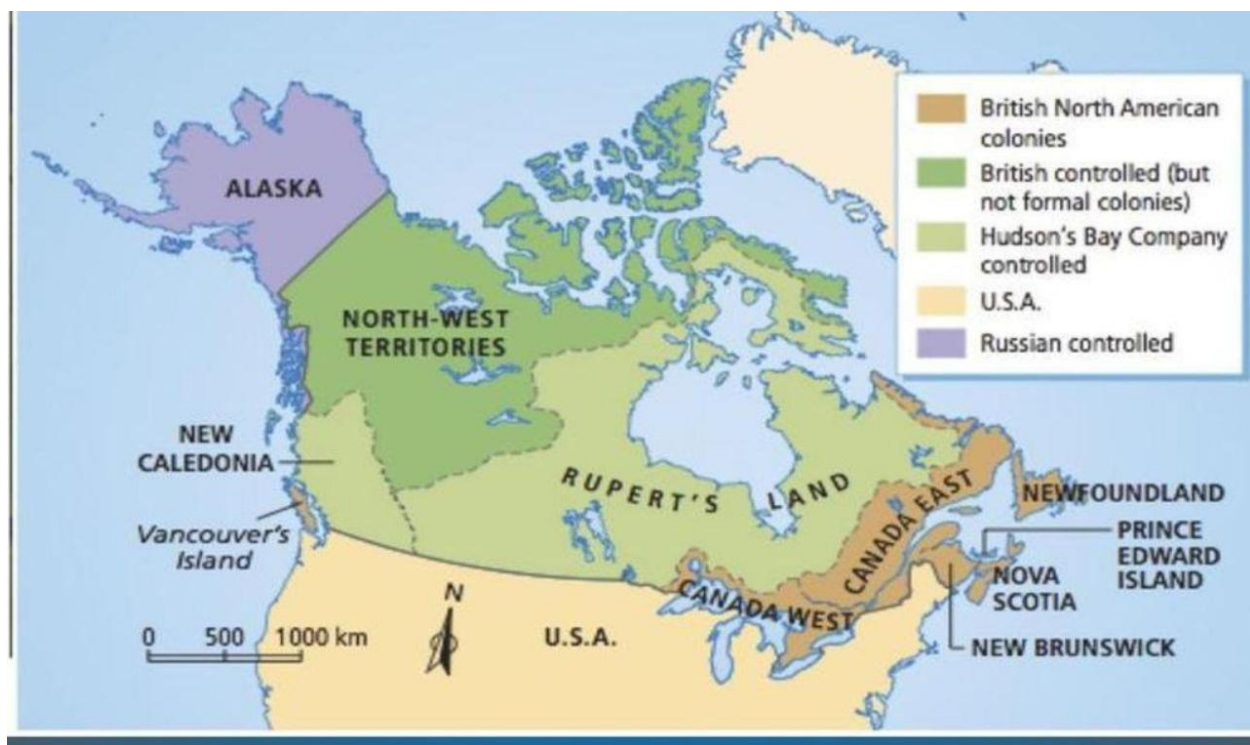 British North American
colonies
British controlled (but
not formal colonies)
Hudson's Bay Company
controlled
U.S.A.
Russian controlled
ALASKA
NORTH-WEST
TERRITORIES
NEW
CALEDONIA
Vancouver's
Island
RUPERT'S LAND
CANADA EAST
CANADA WEST
NEWFOUNDLAND
PRINCE
EDWARD
ISLAND
NOVA
SCOTIA
NEW BRUNSWICK
U.S.A.
N
0 500 1000 km